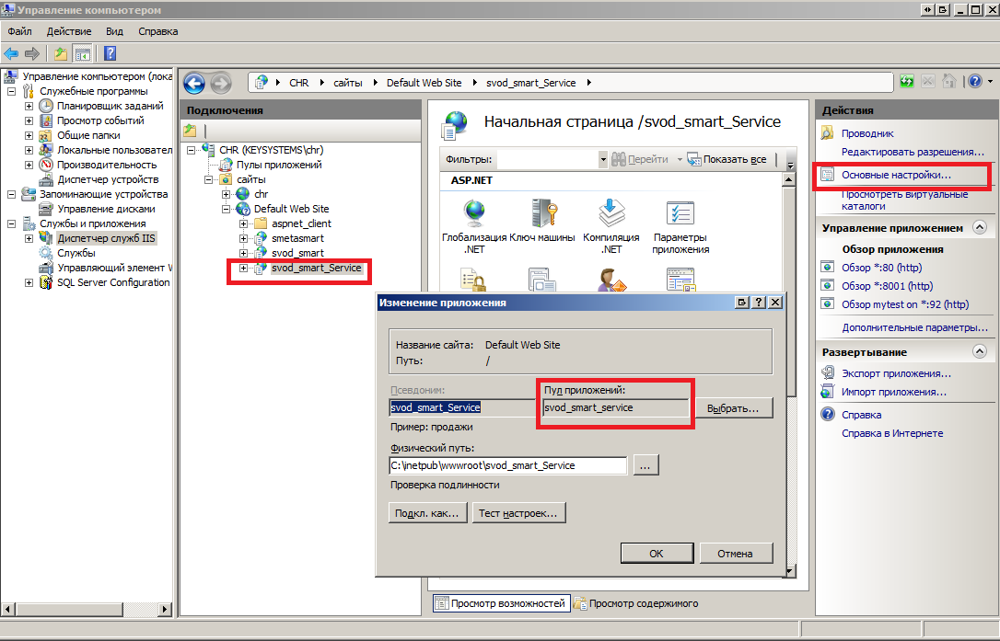 Управление компьютером
Файл Действие Вид Справка
Управление компьютером (лока
Служебные программы
Планировщик заданий
Просмотр событий
Общие папки
Локальные пользовател
Производительность
Диспетчер устройств
Запоминающие устройства
Управление дисками
Службы и приложения
Диспетчер служб IIS
Службы
Управляющий элемент W
SQL Server Configuration
CHR сайты Default Web Site svod_smart_Service
Подключения
CHR (KEYSYSTEMS\chr)
Пулы приложений
сайты
chr
Default Web Site
aspnet_client
smetasmart
svod_smart
svod_smart_Service
Начальная страница /svod_smart_Service
Фильтры: Перейти Показать все
ASP.NET
Глобализация .NET
Ключ машины
Компиляция .NET
Параметры приложения
Изменение приложения
Название сайта: Default Web Site
Путь: /
Псевдоним: Пул приложений:
svod_smart_Service svod_smart_service Выбрать...
Пример: продажи
Физический путь:
C:\inetpub\wwwroot\svod_smart_Service ...
Проверка подлинности
Подкл. как... Тест настроек...
ОК Отмена
Просмотр возможностей Просмотр содержимого
Действия
Проводник
Редактировать разрешения...
Основные настройки...
Просмотреть виртуальные
каталоги
Управление приложением
Обзор приложения
Обзор *:80 (http)
Обзор *:8001 (http)
Обзор mytest on *:92 (http)
Дополнительные параметры...
Развертывание
Экспорт приложения...
Импорт приложения...
Справка
Справка в Интернете